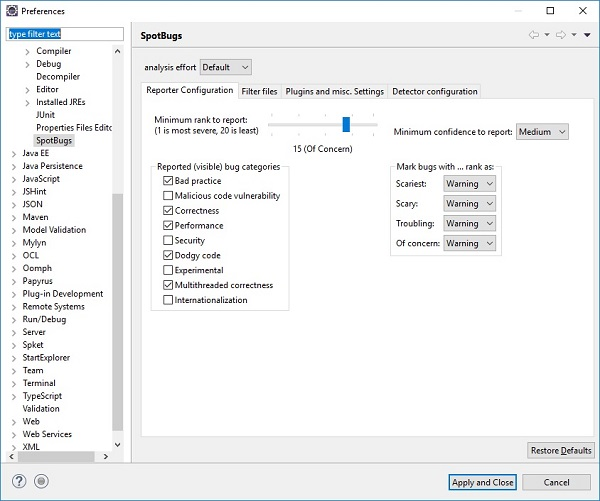 Preferences
type filter text
Compiler
Debug
Decompiler
Editor
Installed JREs
JUnit
Properties Files Edito
SpotBugs
Java EE
Java Persistence
JavaScript
JSHint
JSON
Maven
Model Validation
Mylyn
OCL
Oomph
Papyrus
Plug-in Development
Remote Systems
Run/Debug
Server
Spket
StartExplorer
Team
Terminal
TypeScript
Validation
Web
Web Services
XML
SpotBugs
analysis effort Default
Reporter Configuration Filter files Plugins and misc. Settings Detector configuration
Minimum rank to report:
(1 is most severe, 20 is least)
15 (Of Concern)
Minimum confidence to report: Medium
Reported (visible) bug categories
Bad practice
Malicious code vulnerability
Correctness
Performance
Security
Dodgy code
Experimental
Multithreaded correctness
Internationalization
Mark bugs with ... rank as:
Scariest: Warning
Scary: Warning
Troubling: Warning
Of concern: Warning
Restore Defaults
Apply and Close Cancel